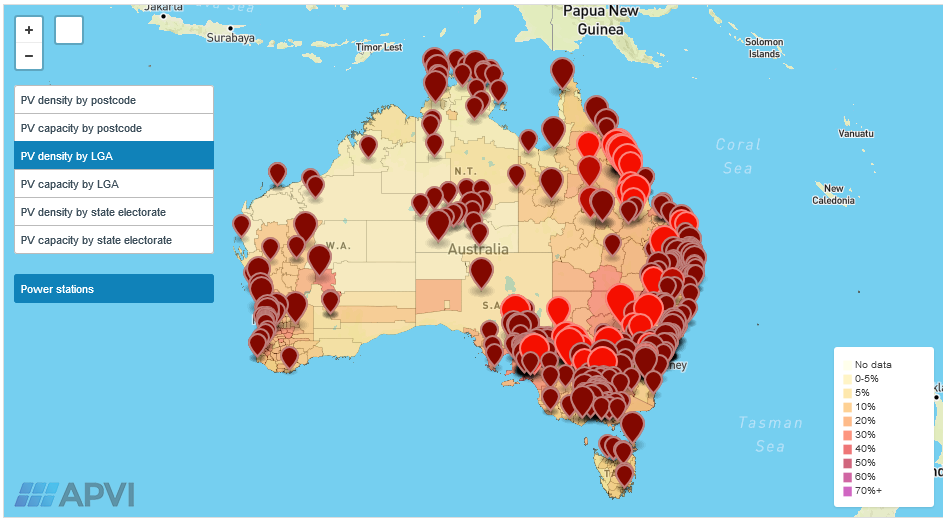 Jakarta
Sea
Surabaya
Timor Lest
Papua New
Guinea
Solomon
Islands
+
−
PV density by postcode
PV capacity by postcode
PV density by LGA
PV capacity by LGA
PV density by state electorate
PV capacity by state electorate
Power stations
Coral
Sea
Vanuatu
New
Caledonia
N.T.
W.A.
Australia
S.A.
ney
Tasman
Sea
No data
0-5%
5%
10%
20%
30%
40%
50%
60%
70%+
APVI